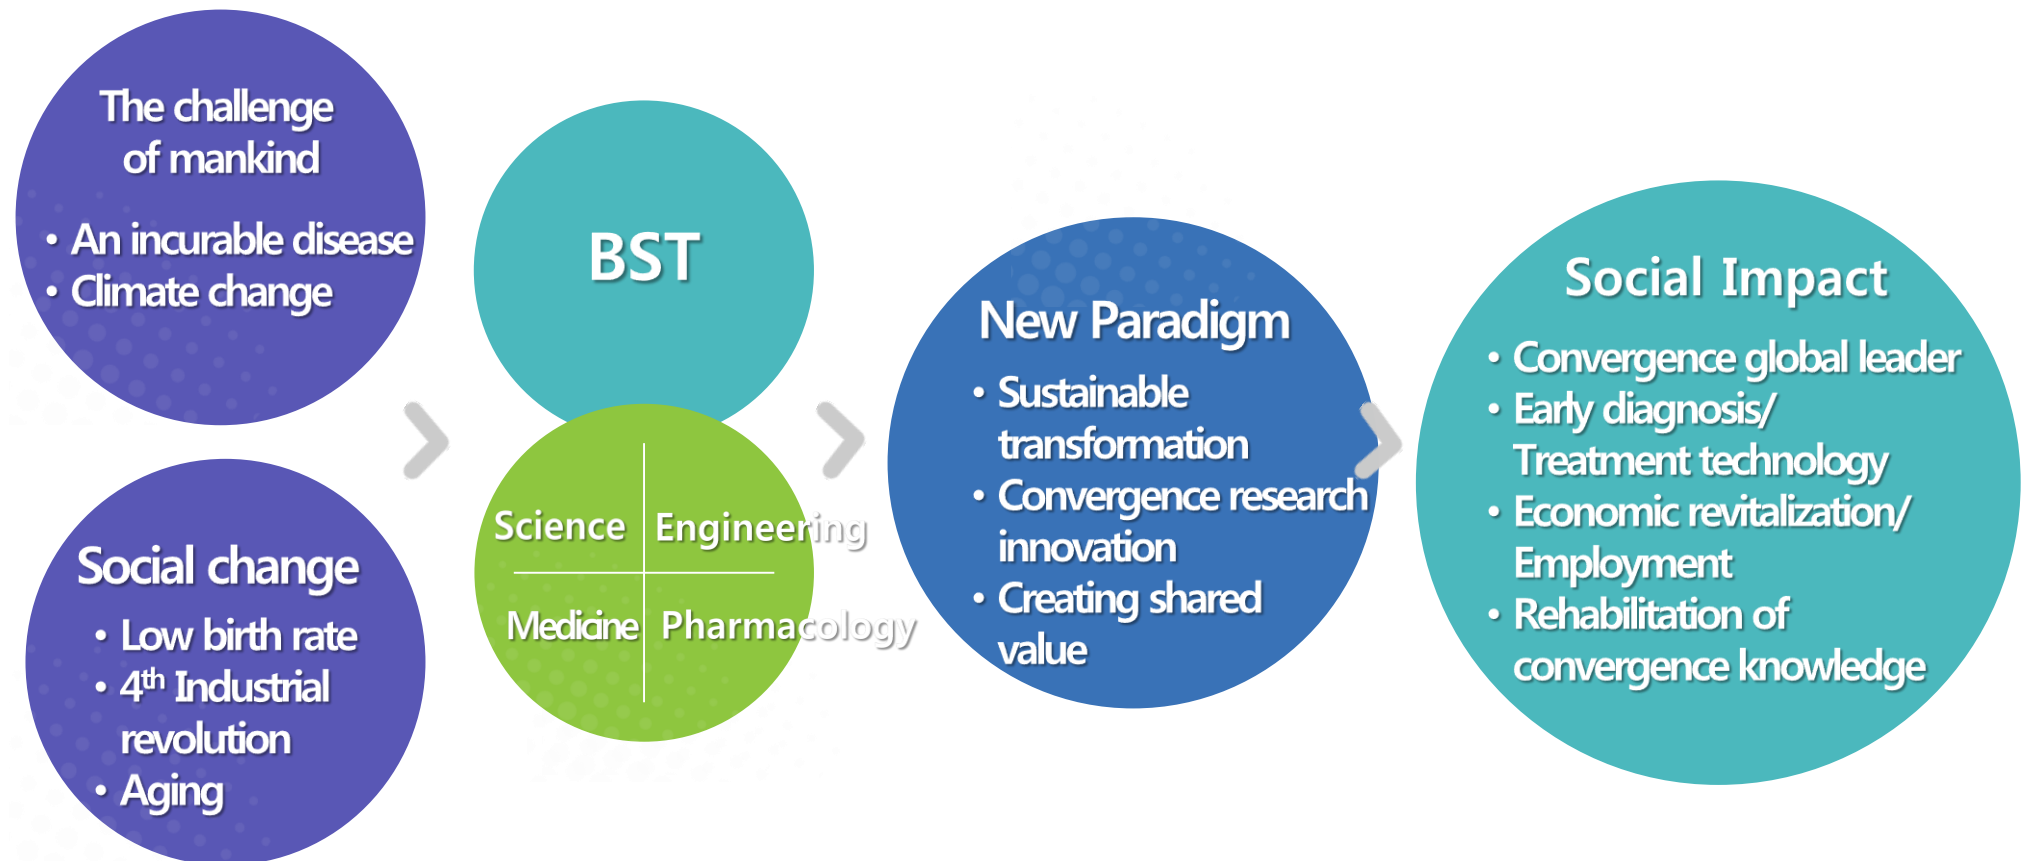 The challenge
of mankind
• An incurable disease
• Climate change
Social change
• Low birth rate
• 4th Industrial
revolution
• Aging
BST
Science
Engineering
Medicine
Pharmacology
New Paradigm
• Sustainable
transformation
• Convergence research
innovation
• Creating shared
value
Social Impact
• Convergence global leader
• Early diagnosis/
Treatment technology
• Economic revitalization/
Employment
• Rehabilitation of
convergence knowledge